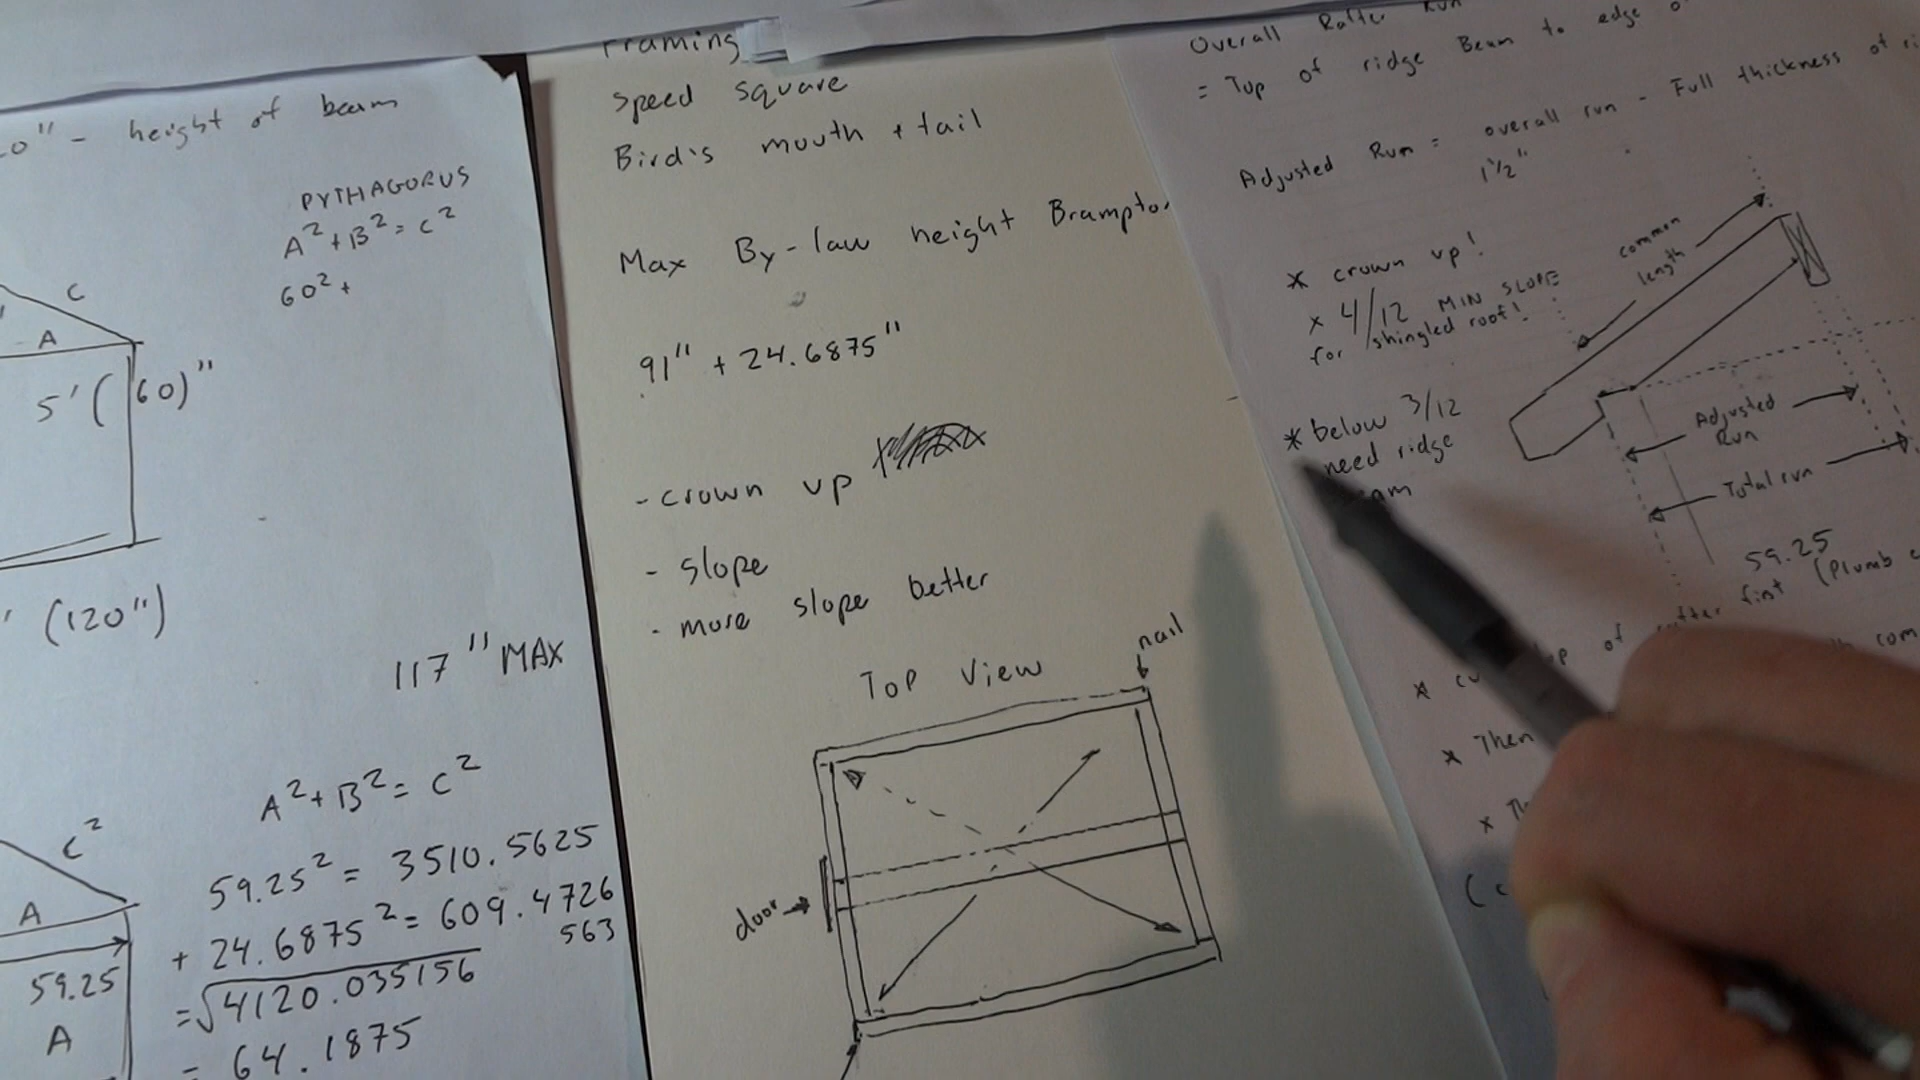 " - height of beam
PYTHAGORUS
A² + B² = C²
60² +
C
A
5' (60)"
' (120")
117" MAX
A² + B² = C²
C²
59.25² = 3510.5625
+ 24.6875² = 609.4726
563
= √4120.035156
= 64.1875
A
59.25
A
Framing
Speed square
Bird's mouth + tail
Max By-law height
91" + 24.6875"
- crown up
- slope
- more slope better
Top View
nail
door
Overall Rafter Run
= Top of ridge Beam to edge
Adjusted Run = overall run - Full thickness of
1 1/2"
* crown up!
* 4/12 MIN SLOPE
for shingled roof!
* below 3/12
need ridge
common
length
Adjusted
Run
Total run
59.25
first (Plumb
of
* Then